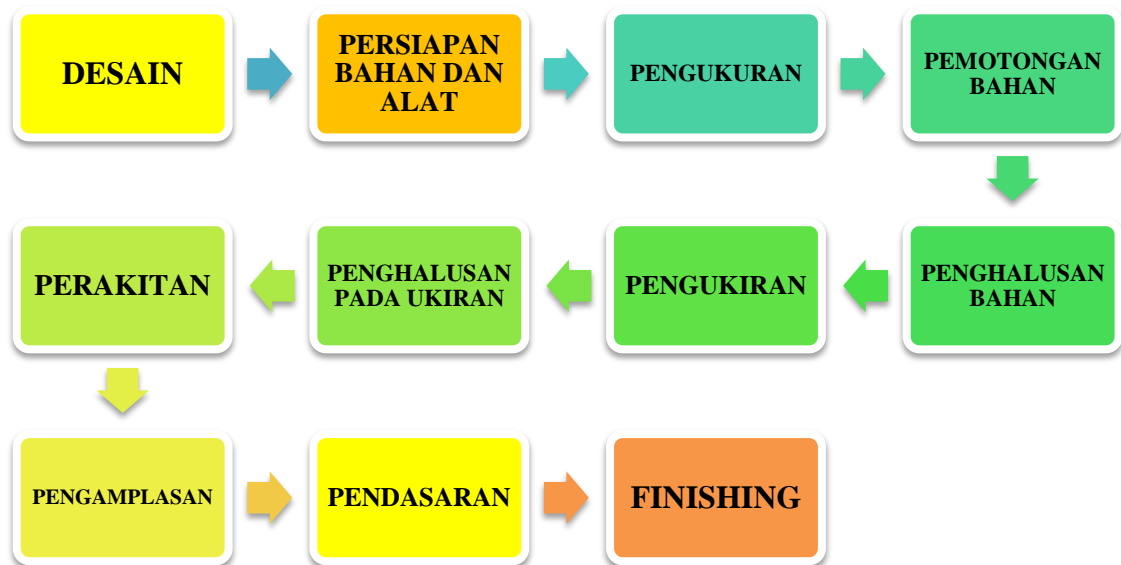 DESAIN
PERSIAPAN
BAHAN DAN
ALAT
PENGUKURAN
PEMOTONGAN
BAHAN
PENGHALUSAN
BAHAN
PENGUKIRAN
PENGHALUSAN
PADA UKIRAN
PERAKITAN
PENGAMPLASAN
PENDASARAN
FINISHING